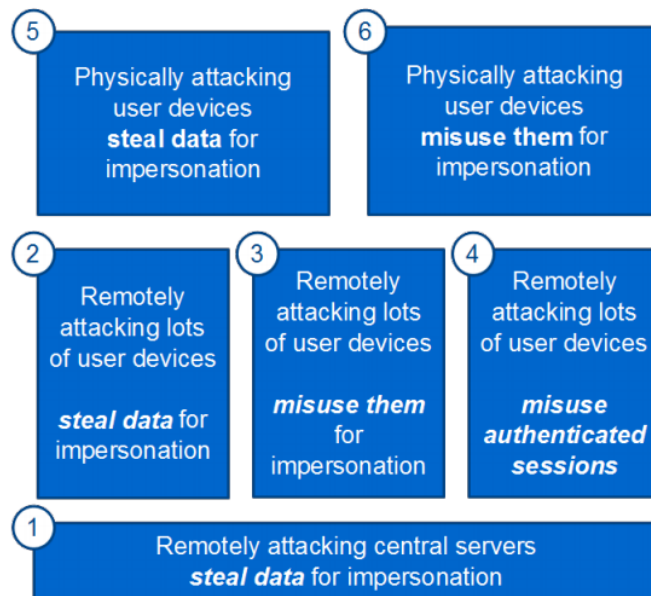 5
Physically attacking
user devices
steal data for
impersonation
6
Physically attacking
user devices
misuse them for
impersonation
2
Remotely
attacking lots
of user devices
steal data for
impersonation
3
Remotely
attacking lots
of user devices
misuse them
for
impersonation
4
Remotely
attacking lots
of user devices
misuse
authenticated
sessions
1
Remotely attacking central servers
steal data for impersonation